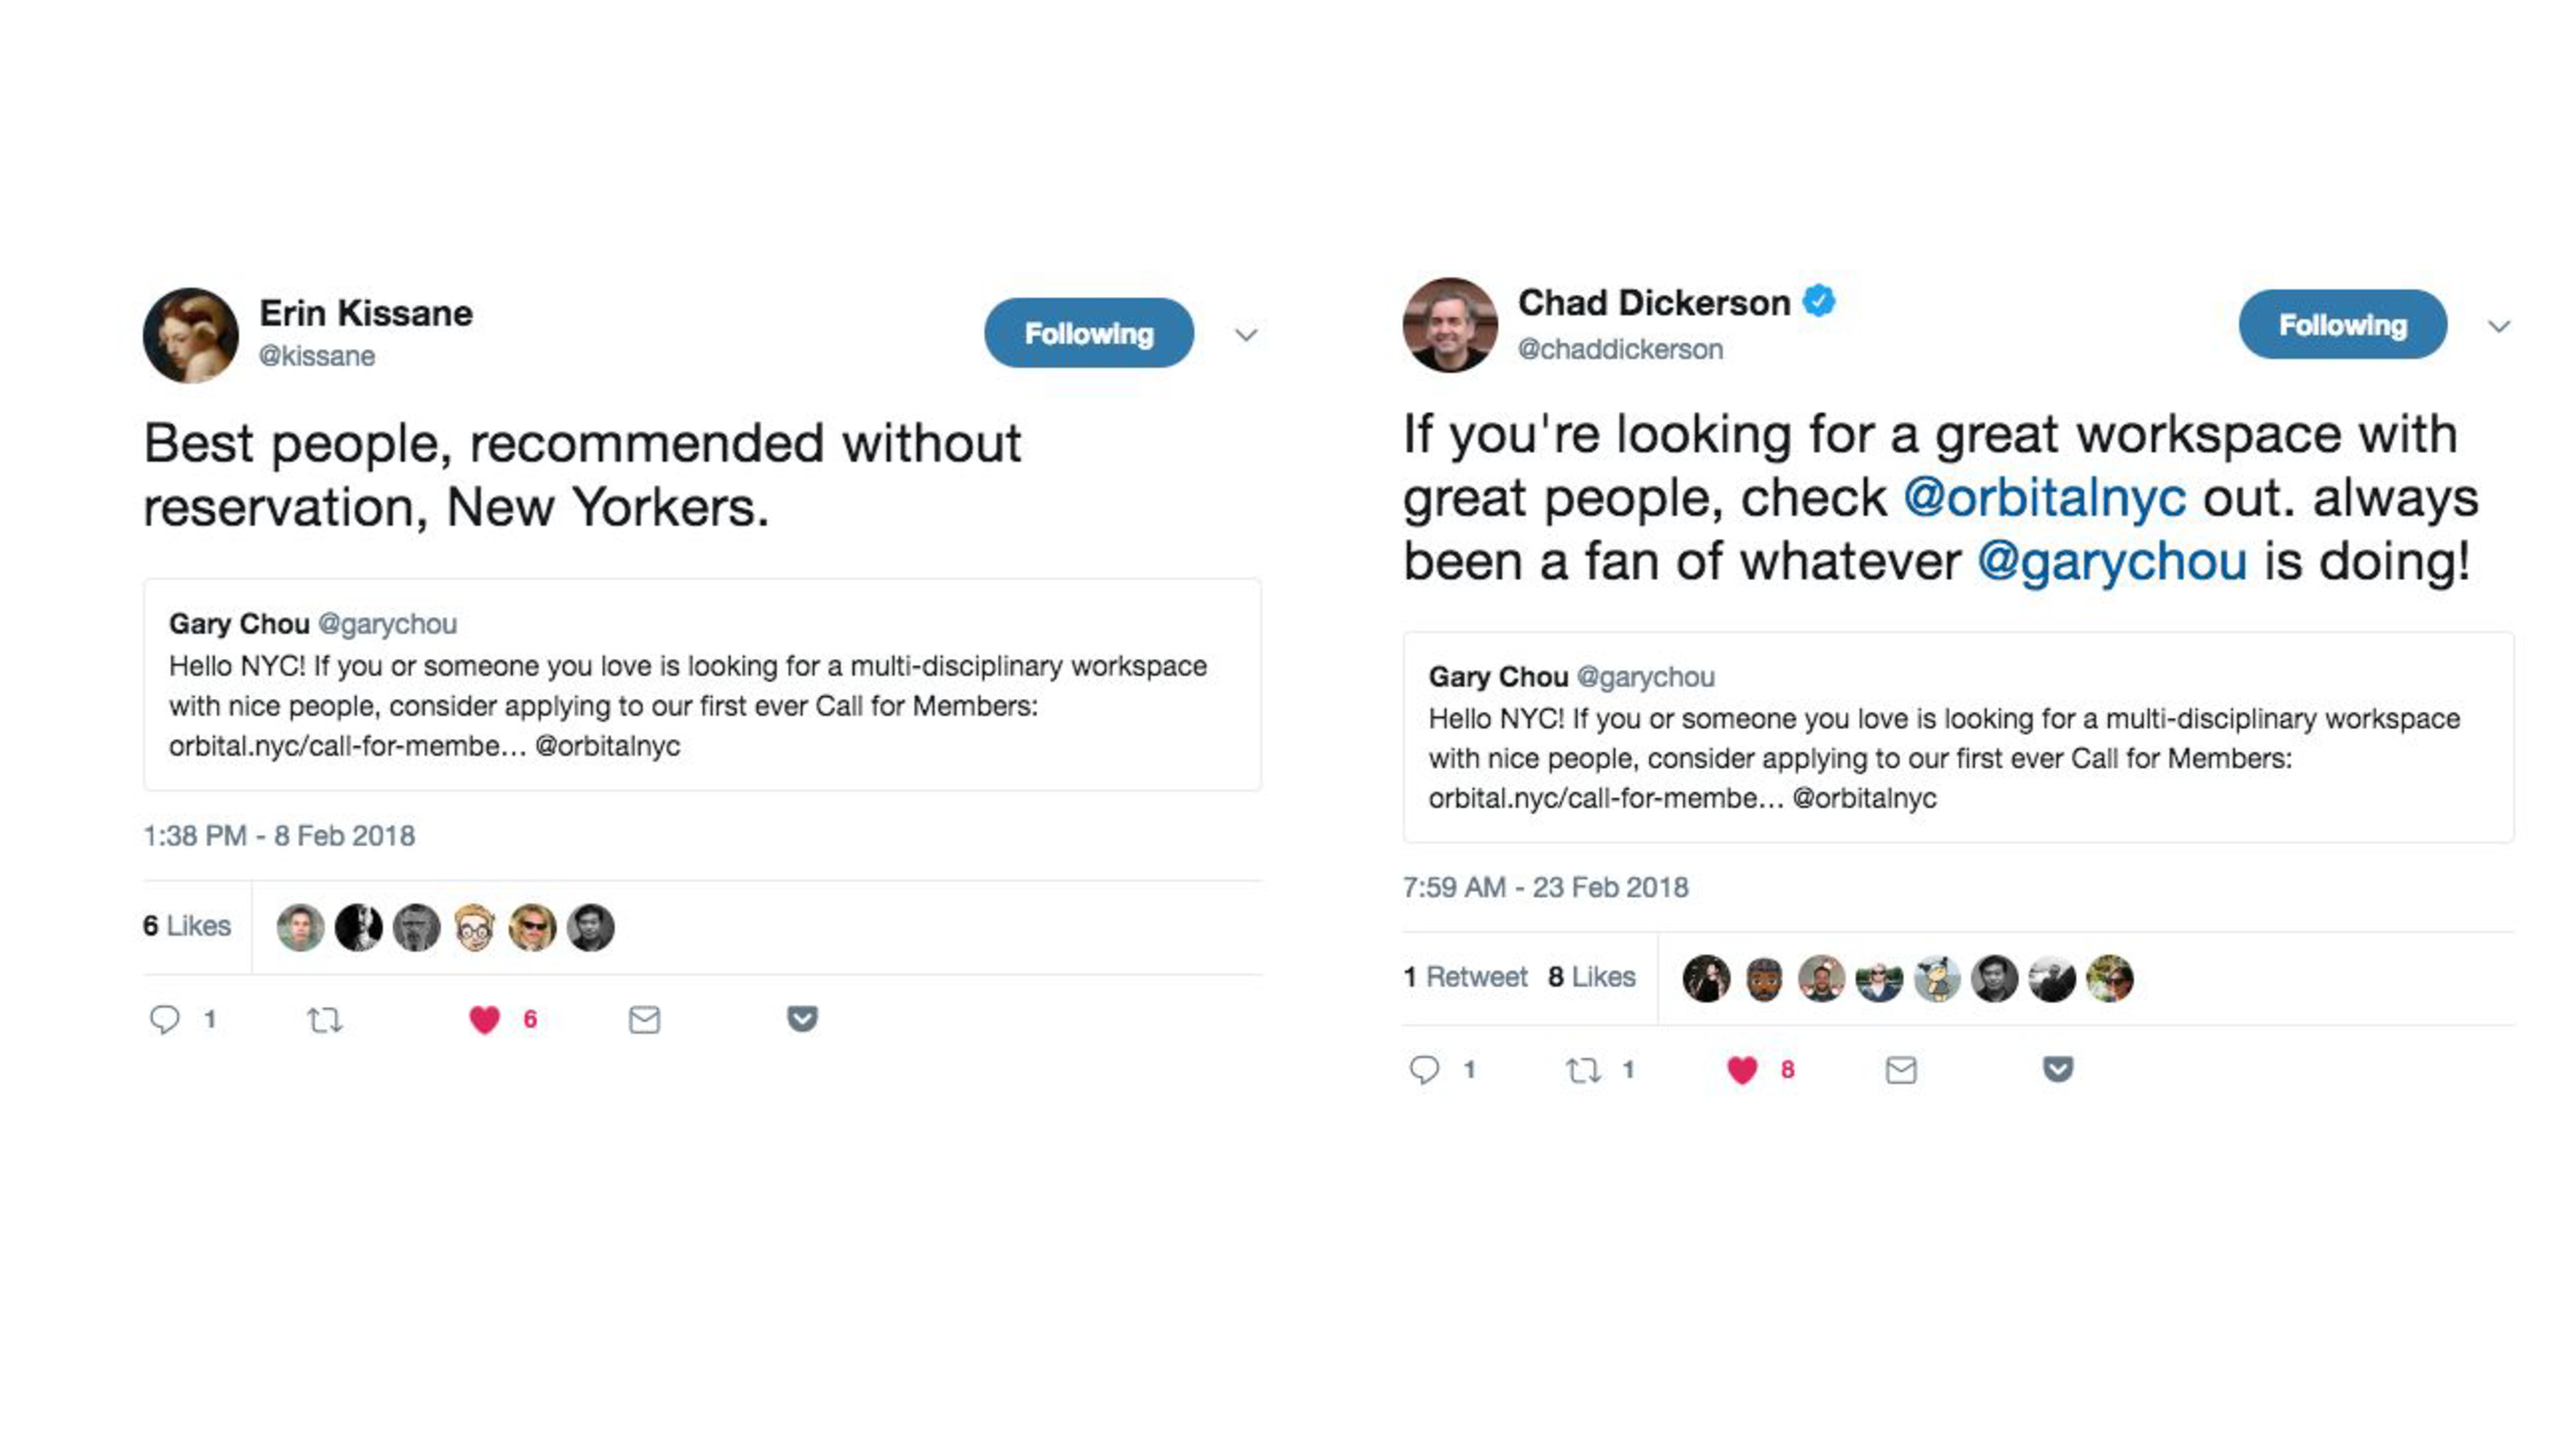 Erin Kissane
@kissane
Following
Best people, recommended without
reservation, New Yorkers.
Gary Chou @garychou
Hello NYC! If you or someone you love is looking for a multi-disciplinary workspace
with nice people, consider applying to our first ever Call for Members:
orbital.nyc/call-for-membe... @orbitalnyc
1:38 PM - 8 Feb 2018
6 Likes
1 6
Chad Dickerson
@chaddickerson
Following
If you're looking for a great workspace with
great people, check @orbitalnyc out. always
been a fan of whatever @garychou is doing!
Gary Chou @garychou
Hello NYC! If you or someone you love is looking for a multi-disciplinary workspace
with nice people, consider applying to our first ever Call for Members:
orbital.nyc/call-for-membe... @orbitalnyc
7:59 AM - 23 Feb 2018
1 Retweet 8 Likes
1 1 8